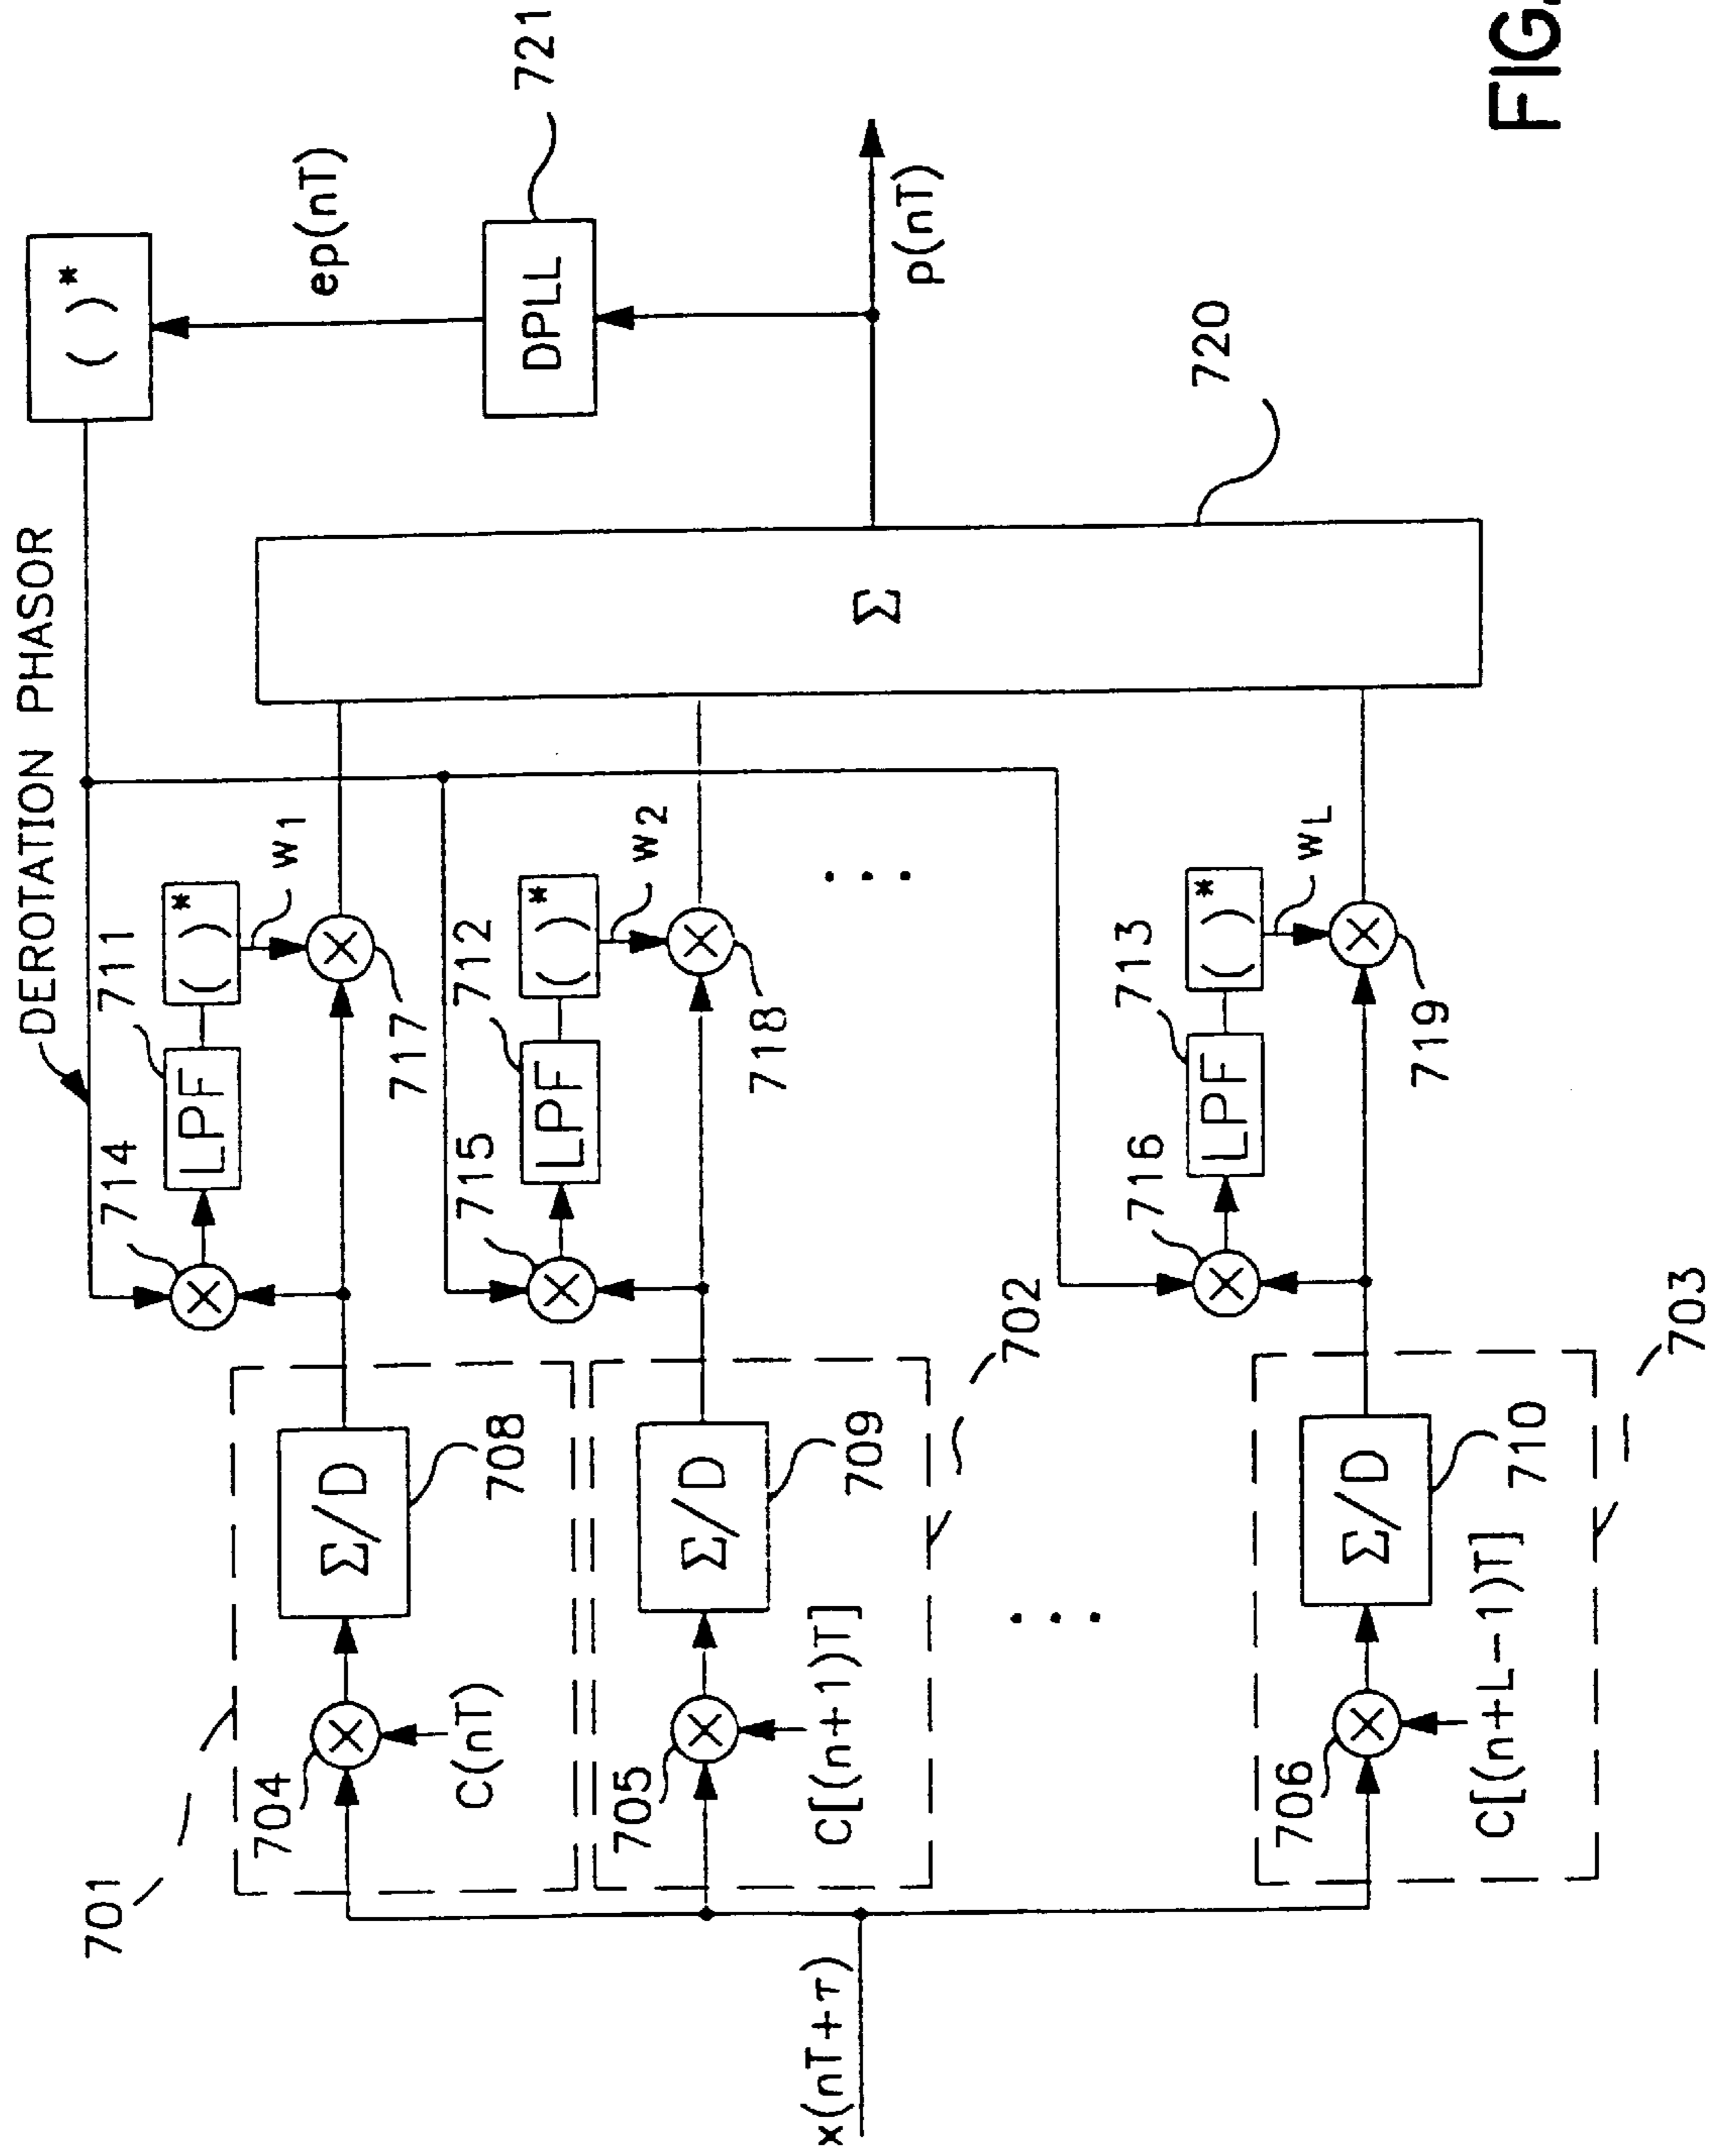 DEROTATION PHASOR
( )*
ep(nT)
721
DPLL
p(nT)
714
711
LPF
( )*
w1
717
715
712
LPF
( )*
w2
718
716
713
LPF
( )*
wL
719
Σ
720
701
704
C(nT)
Σ/D
708
705
C[(n+1)T]
Σ/D
709
702
706
C[(n+L-1)T]
Σ/D
710
703
x(nT+τ)
FIG.